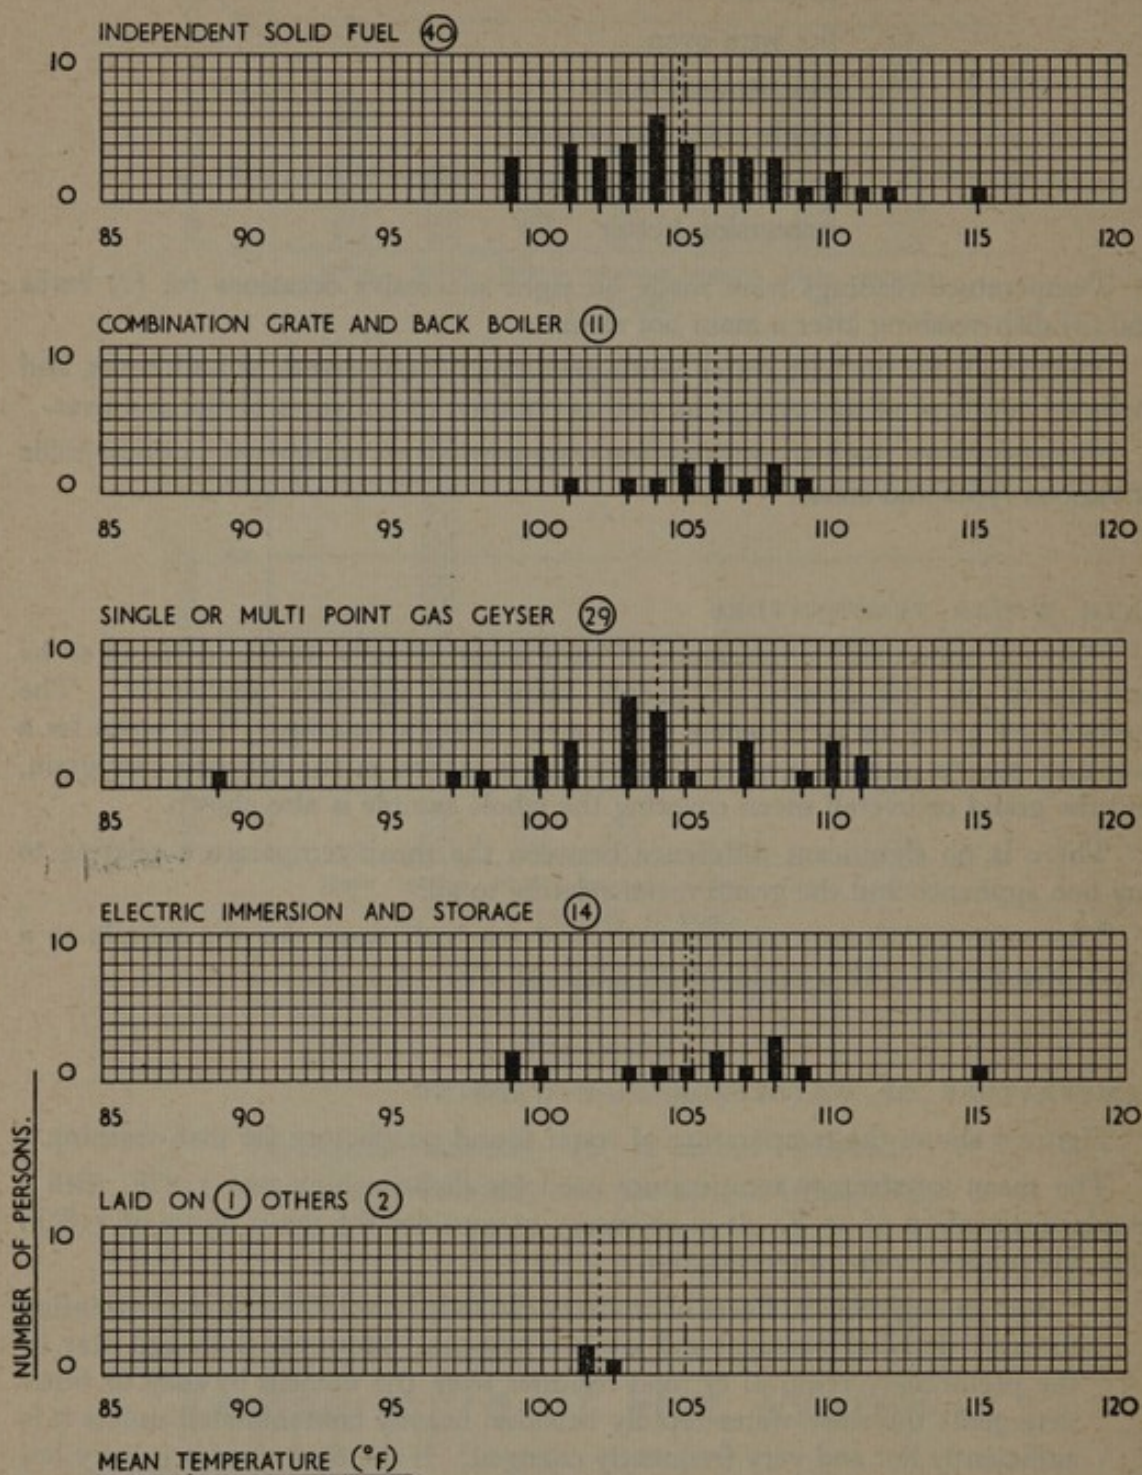 INDEPENDENT SOLID FUEL 40
10
0
85 90 95 100 105 110 115 120
COMBINATION GRATE AND BACK BOILER 11
10
0
85 90 95 100 105 110 115 120
SINGLE OR MULTI POINT GAS GEYSER 29
10
0
85 90 95 100 105 110 115 120
ELECTRIC IMMERSION AND STORAGE 14
10
0
85 90 95 100 105 110 115 120
LAID ON 1 OTHERS 2
10
0
85 90 95 100 105 110 115 120
NUMBER OF PERSONS.
MEAN TEMPERATURE (°F)